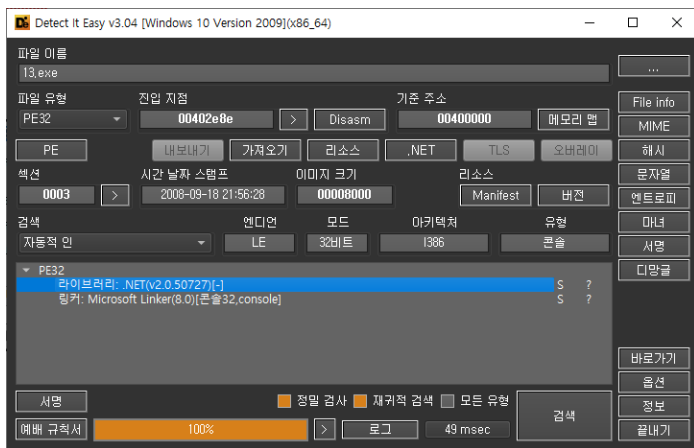 Detect It Easy v3.04 [Windows 10 Version 2009](x86_64)
파일 이름
13.exe
...
파일 유형 진입 지점 기준 주소
PE32 00402e8e > Disasm 00400000 메모리 맵
File info
MIME
PE 내보내기 가져오기 리소스 .NET TLS 오버레이 해시
섹션 시간 날짜 스탬프 이미지 크기 리소스 문자열
0003 > 2008-09-18 21:56:28 00008000 Manifest 버전 엔트로피
검색 엔디언 모드 아키텍처 유형 마녀
자동적 인 LE 32비트 I386 콘솔 서명
디망글
PE32
라이브러리: .NET(v2.0.50727)[-] S ?
링커: Microsoft Linker(8.0)[콘솔32,console] S ?
바로가기
옵션
서명 정밀 검사 재귀적 검색 모든 유형 검색 정보
예배 규칙서 100% > 로그 49 msec 끝내기